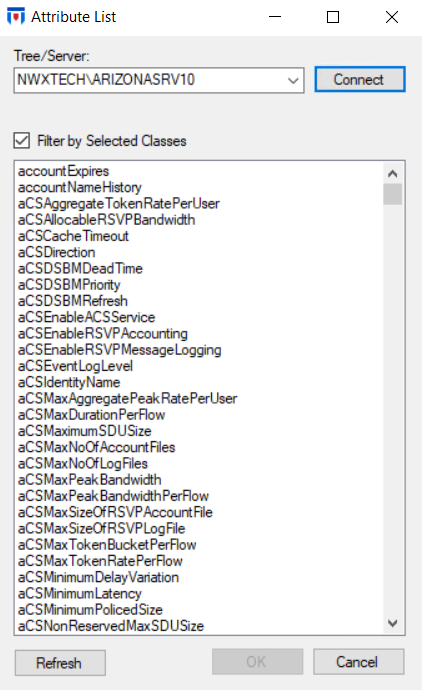 Attribute List
Tree/Server:
NWXTECH\ARIZONASRV10
Connect
Filter by Selected Classes
accountExpires
accountNameHistory
aCSAggregateTokenRatePerUser
aCSAllocableRSVPBandwidth
aCSCacheTimeout
aCSDirection
aCSDSBMDeadTime
aCSDSBMPriority
aCSDSBMRefresh
aCSEnableACSService
aCSEnableRSVPAccounting
aCSEnableRSVPMessageLogging
aCSEventLogLevel
aCSIdentityName
aCSMaxAggregatePeakRatePerUser
aCSMaxDurationPerFlow
aCSMaximumSDUSize
aCSMaxNoOfAccountFiles
aCSMaxNoOfLogFiles
aCSMaxPeakBandwidth
aCSMaxPeakBandwidthPerFlow
aCSMaxSizeOfRSVPAccountFile
aCSMaxSizeOfRSVPLogFile
aCSMaxTokenBucketPerFlow
aCSMaxTokenRatePerFlow
aCSMinimumDelayVariation
aCSMinimumLatency
aCSMinimumPolicedSize
aCSNonReservedMaxSDUSize
Refresh
OK
Cancel